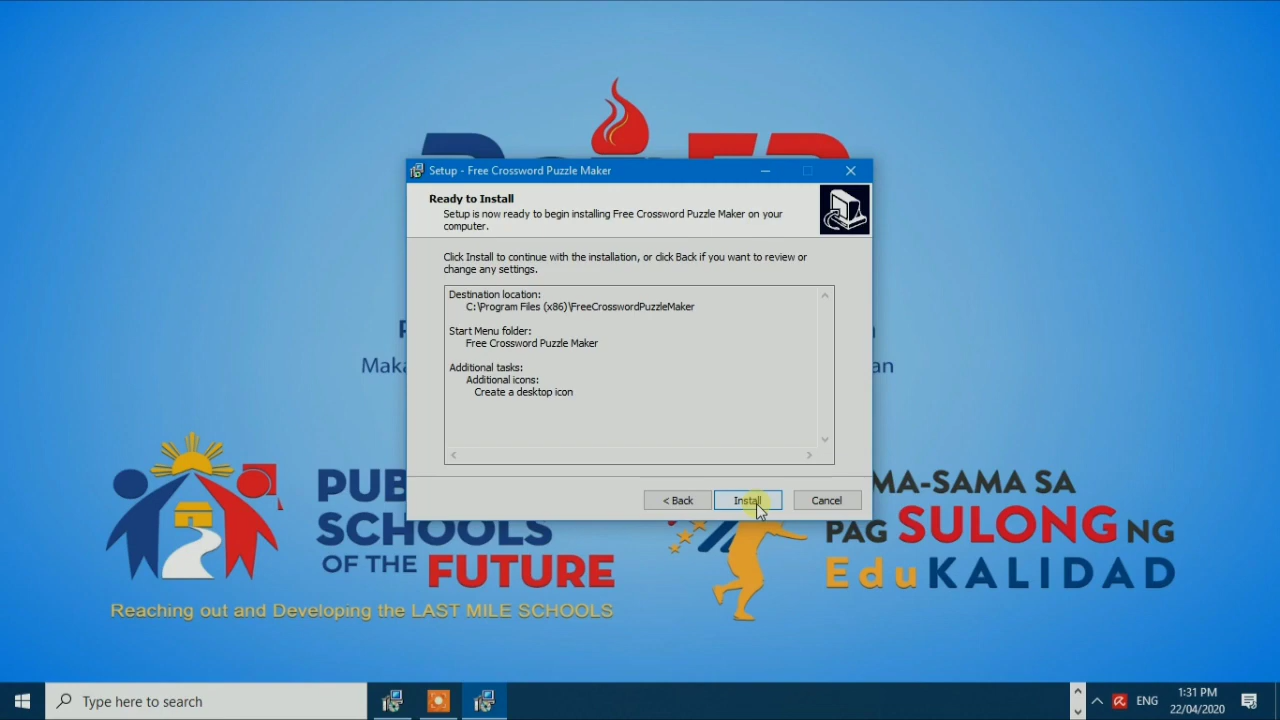 Setup - Free Crossword Puzzle Maker
Ready to Install
Setup is now ready to begin installing Free Crossword Puzzle Maker on your
computer.
Click Install to continue with the installation, or click Back if you want to review or
change any settings.
Destination location:
C:\Program Files (x86)\FreeCrosswordPuzzleMaker
Start Menu folder:
Free Crossword Puzzle Maker
Additional tasks:
Additional icons:
Create a desktop icon
< Back
Install
Cancel
Maka
an
PUB
SCHOOLS
OF THE FUTURE
Reaching out and Developing the LAST MILE SCHOOLS
MA-SAMA SA
PAG SULONG NG
EduKALIDAD
Type here to search
ENG
1:31 PM
22/04/2020